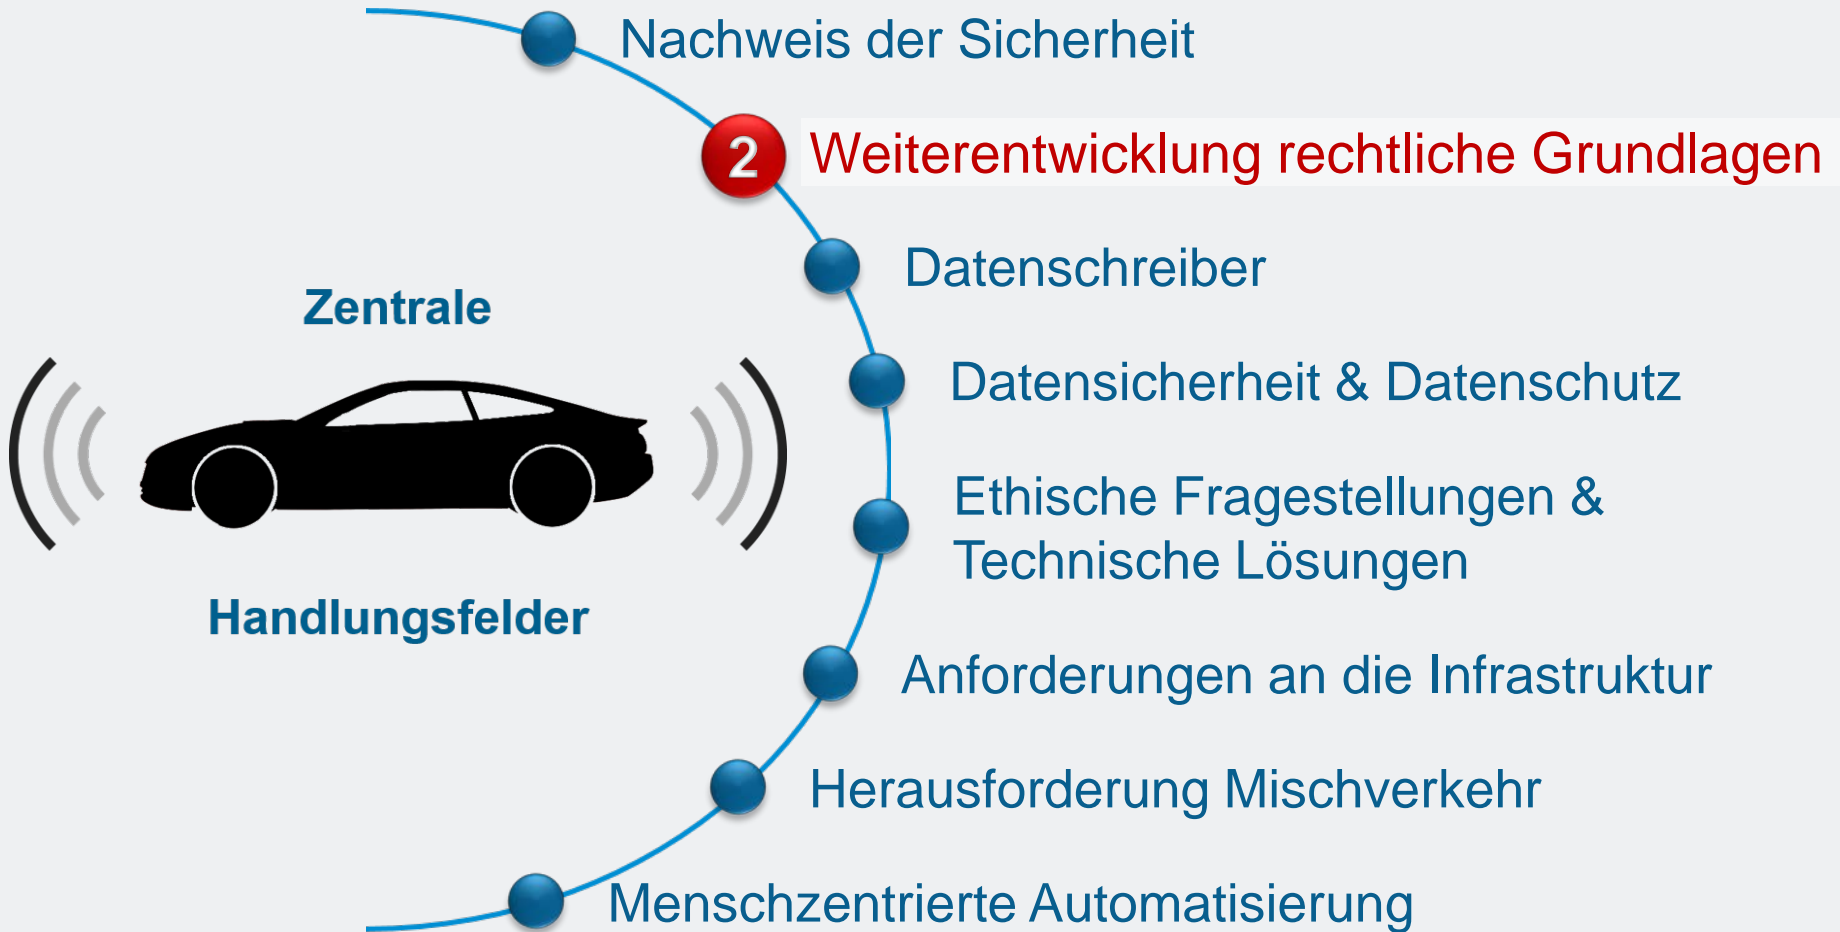 Nachweis der Sicherheit
2 Weiterentwicklung rechtliche Grundlagen
Datenschreiber
Zentrale
Datensicherheit & Datenschutz
Ethische Fragestellungen &
Technische Lösungen
Handlungsfelder
Anforderungen an die Infrastruktur
Herausforderung Mischverkehr
Menschzentrierte Automatisierung